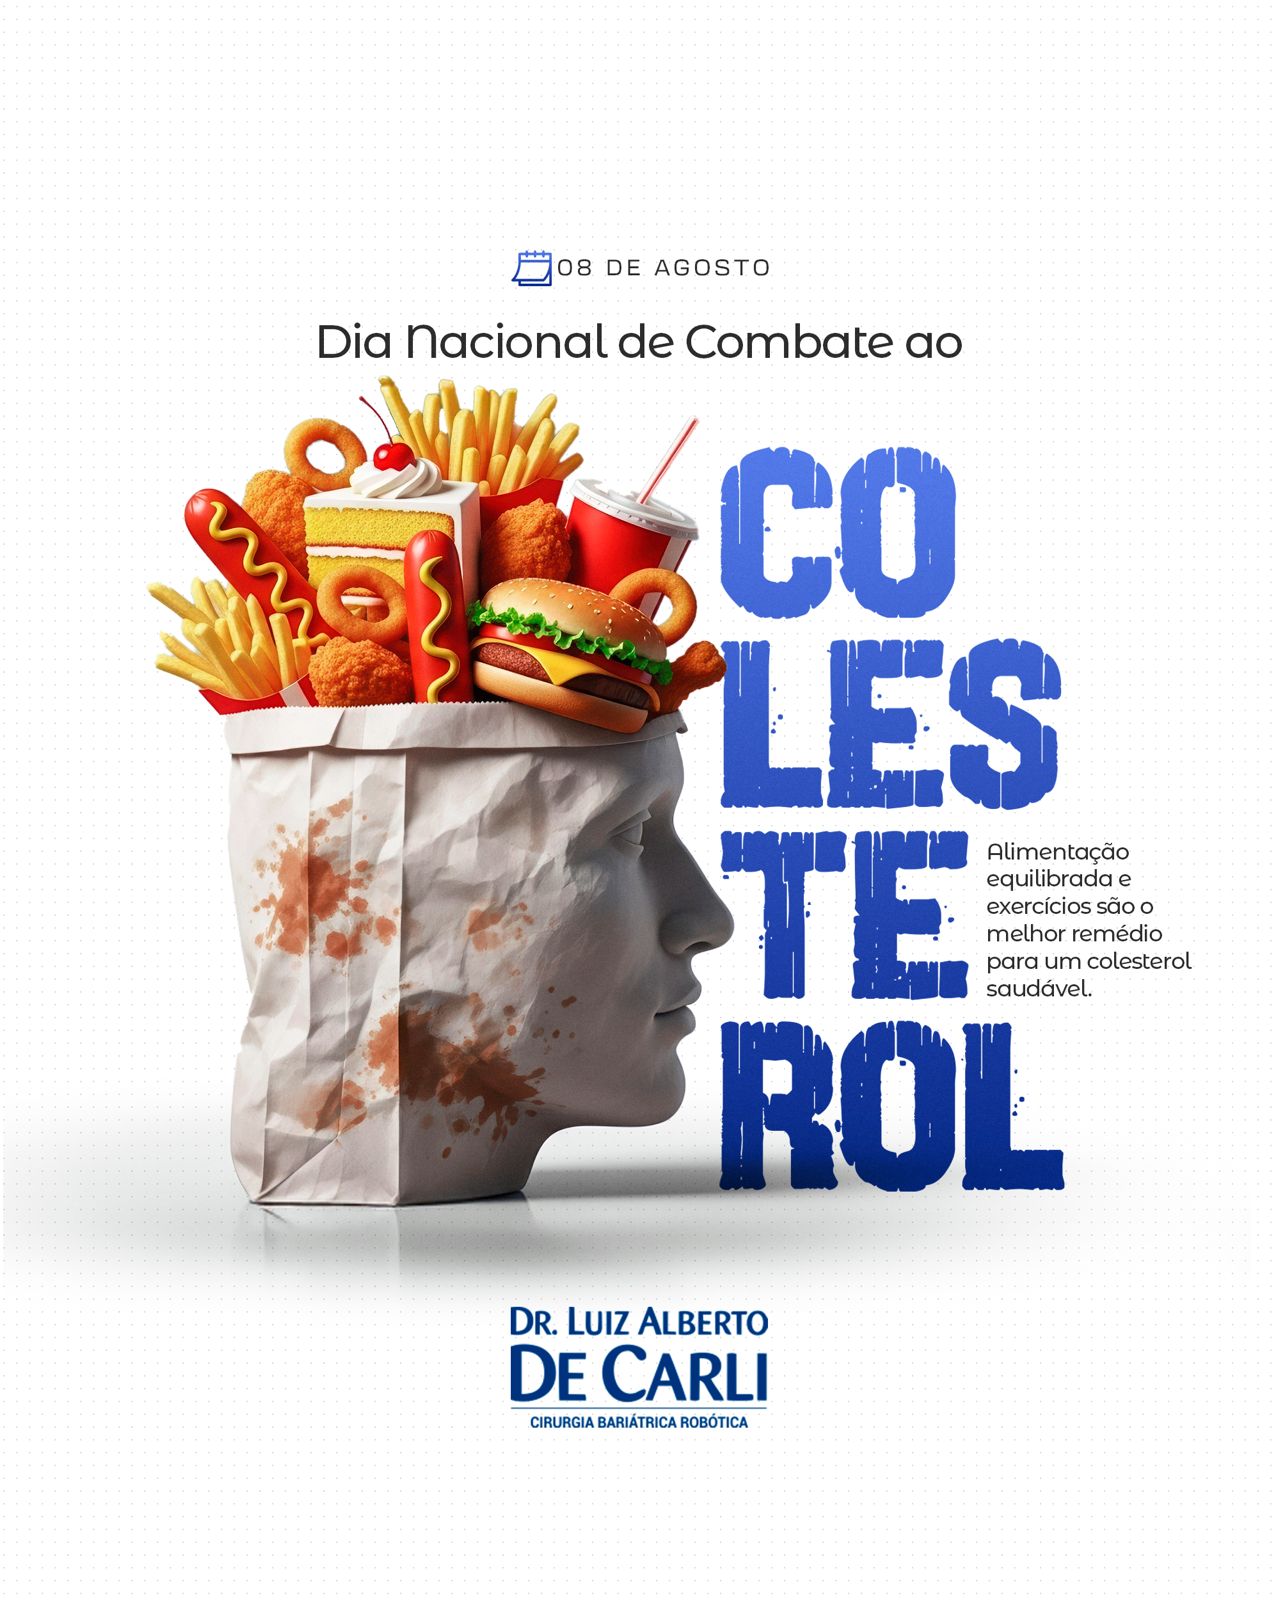 08 DE AGOSTO
Dia Nacional de Combate ao
CO
LES
TE
ROL
Alimentação
equilibrada e
exercícios são o
melhor remédio
para um colesterol
saudável.
DR. LUIZ ALBERTO
DE CARLI
CIRURGIA BARIÁTRICA ROBÓTICA